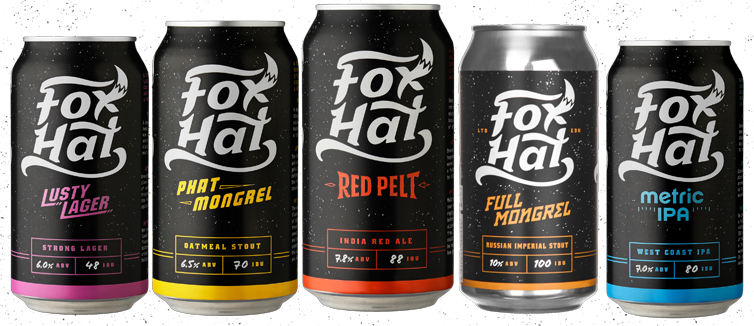 Fox
Hat
LUSTY
LAGER
STRONG LAGER
6.0% ABV 48 IBU
Fox
Hat
PHAT
MONGREL
OATMEAL STOUT
6.5% ABV 70 IBU
Fox
Hat
RED PELT
INDIA RED ALE
7.8% ABV 88 IBU
LTD EDN
Fox
Hat
FULL
MONGREL
RUSSIAN IMPERIAL STOUT
10% ABV 100 IBU
Fox
Hat
metric
IPA
WEST COAST IPA
7.0% ABV 80 IBU